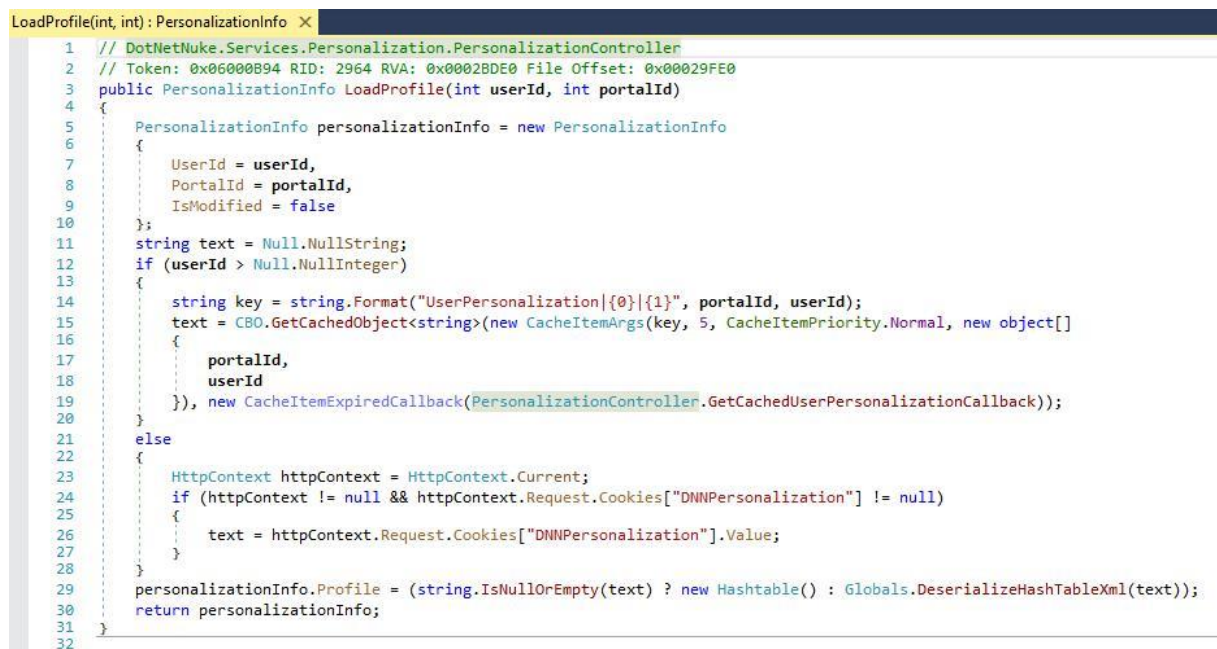 LoadProfile(int, int) : PersonalizationInfo ×
1 // DotNetNuke.Services.Personalization.PersonalizationController
2 // Token: 0x06000B94 RID: 2964 RVA: 0x0002BDE0 File Offset: 0x00029FE0
3 public PersonalizationInfo LoadProfile(int userId, int portalId)
4 {
5 PersonalizationInfo personalizationInfo = new PersonalizationInfo
6 {
7 UserId = userId,
8 PortalId = portalId,
9 IsModified = false
10 };
11 string text = Null.NullString;
12 if (userId > Null.NullInteger)
13 {
14 string key = string.Format("UserPersonalization|{0}|{1}", portalId, userId);
15 text = CBO.GetCachedObject<string>(new CacheItemArgs(key, 5, CacheItemPriority.Normal, new object[]
16 {
17 portalId,
18 userId
19 }), new CacheItemExpiredCallback(PersonalizationController.GetCachedUserPersonalizationCallback));
20 }
21 else
22 {
23 HttpContext httpContext = HttpContext.Current;
24 if (httpContext != null && httpContext.Request.Cookies["DNNPersonalization"] != null)
25 {
26 text = httpContext.Request.Cookies["DNNPersonalization"].Value;
27 }
28 }
29 personalizationInfo.Profile = (string.IsNullOrEmpty(text) ? new Hashtable() : Globals.DeserializeHashTableXml(text));
30 return personalizationInfo;
31 }
32